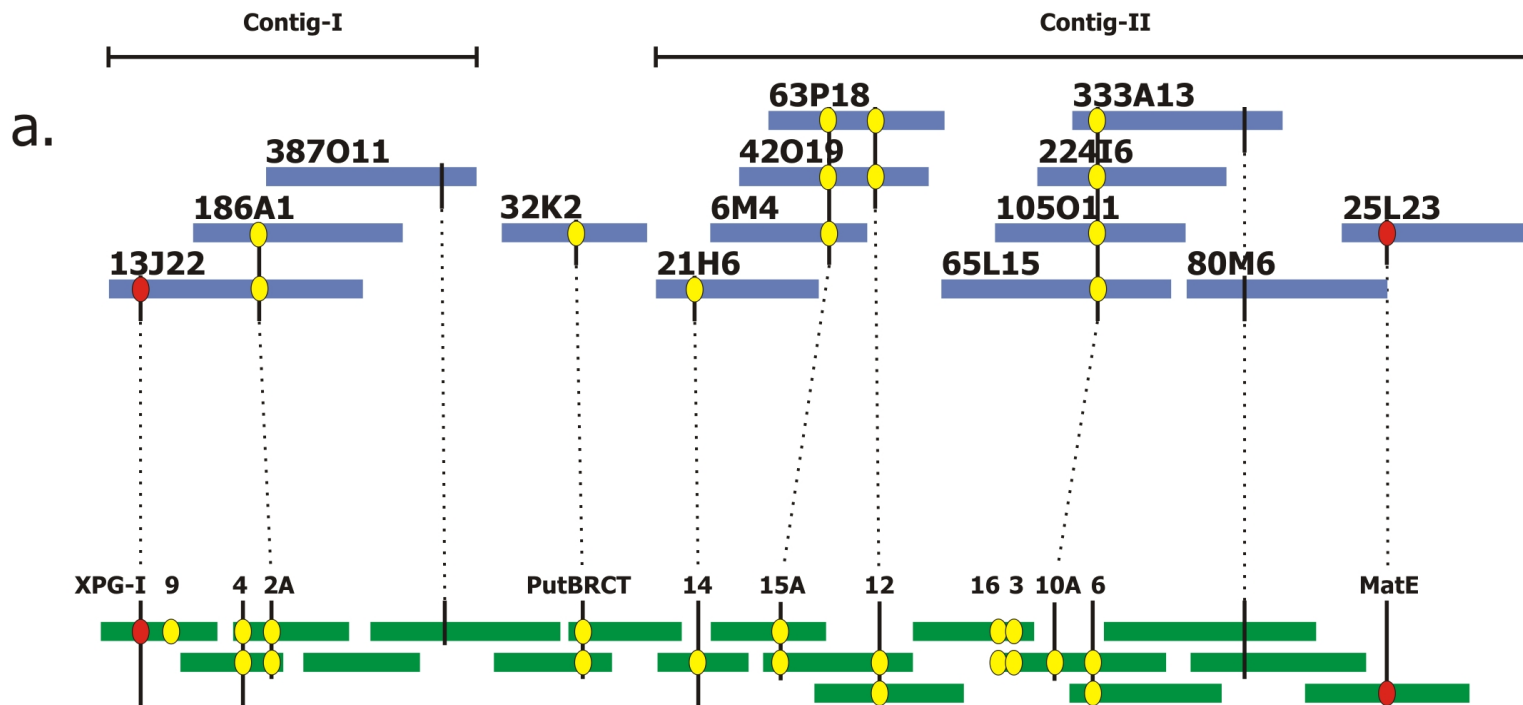 Contig-I Contig-II
a.
63P18 333A13
387O11 42O19 224I6
186A1 32K2 6M4 105O11 25L23
13J22 21H6 65L15 80M6
XPG-I 9 4 2A PutBRCT 14 15A 12 16 3 10A 6 MatE